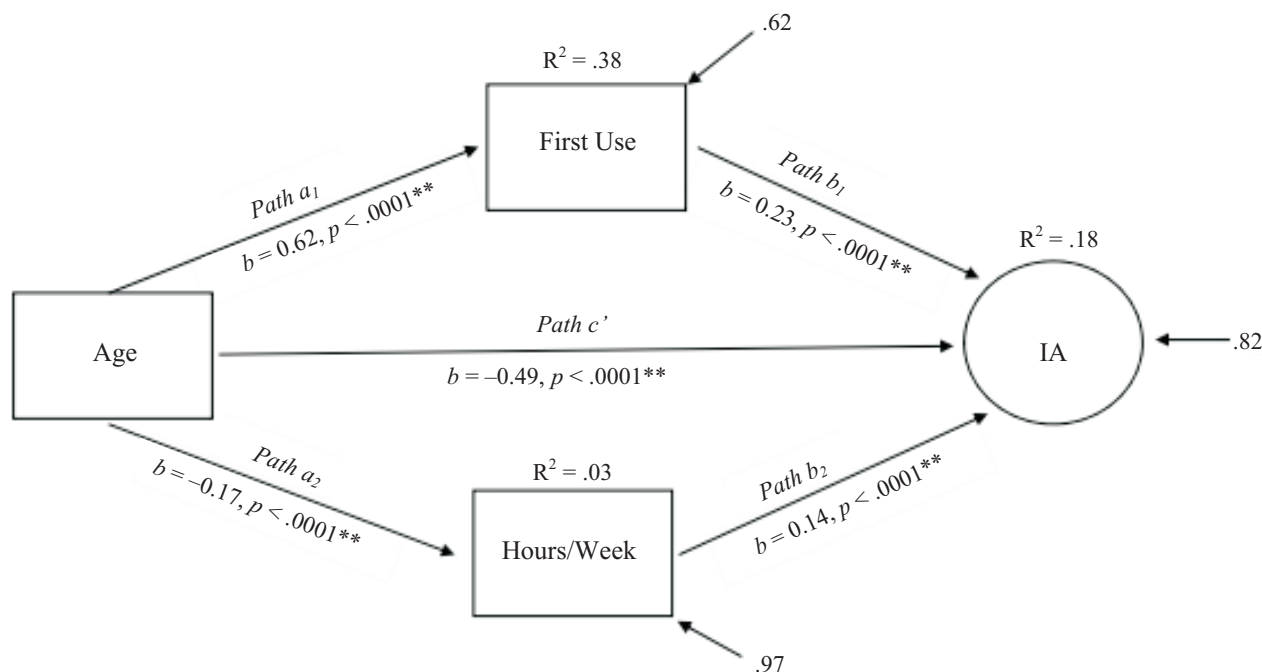 .62
R² = .38
First Use
Path a₁
b = 0.62, p < .0001**
Path b₁
b = 0.23, p < .0001**
R² = .18
Age
Path c’
b = –0.49, p < .0001**
IA
.82
Path a₂
b = –0.17, p < .0001**
R² = .03
Hours/Week
Path b₂
b = 0.14, p < .0001**
.97